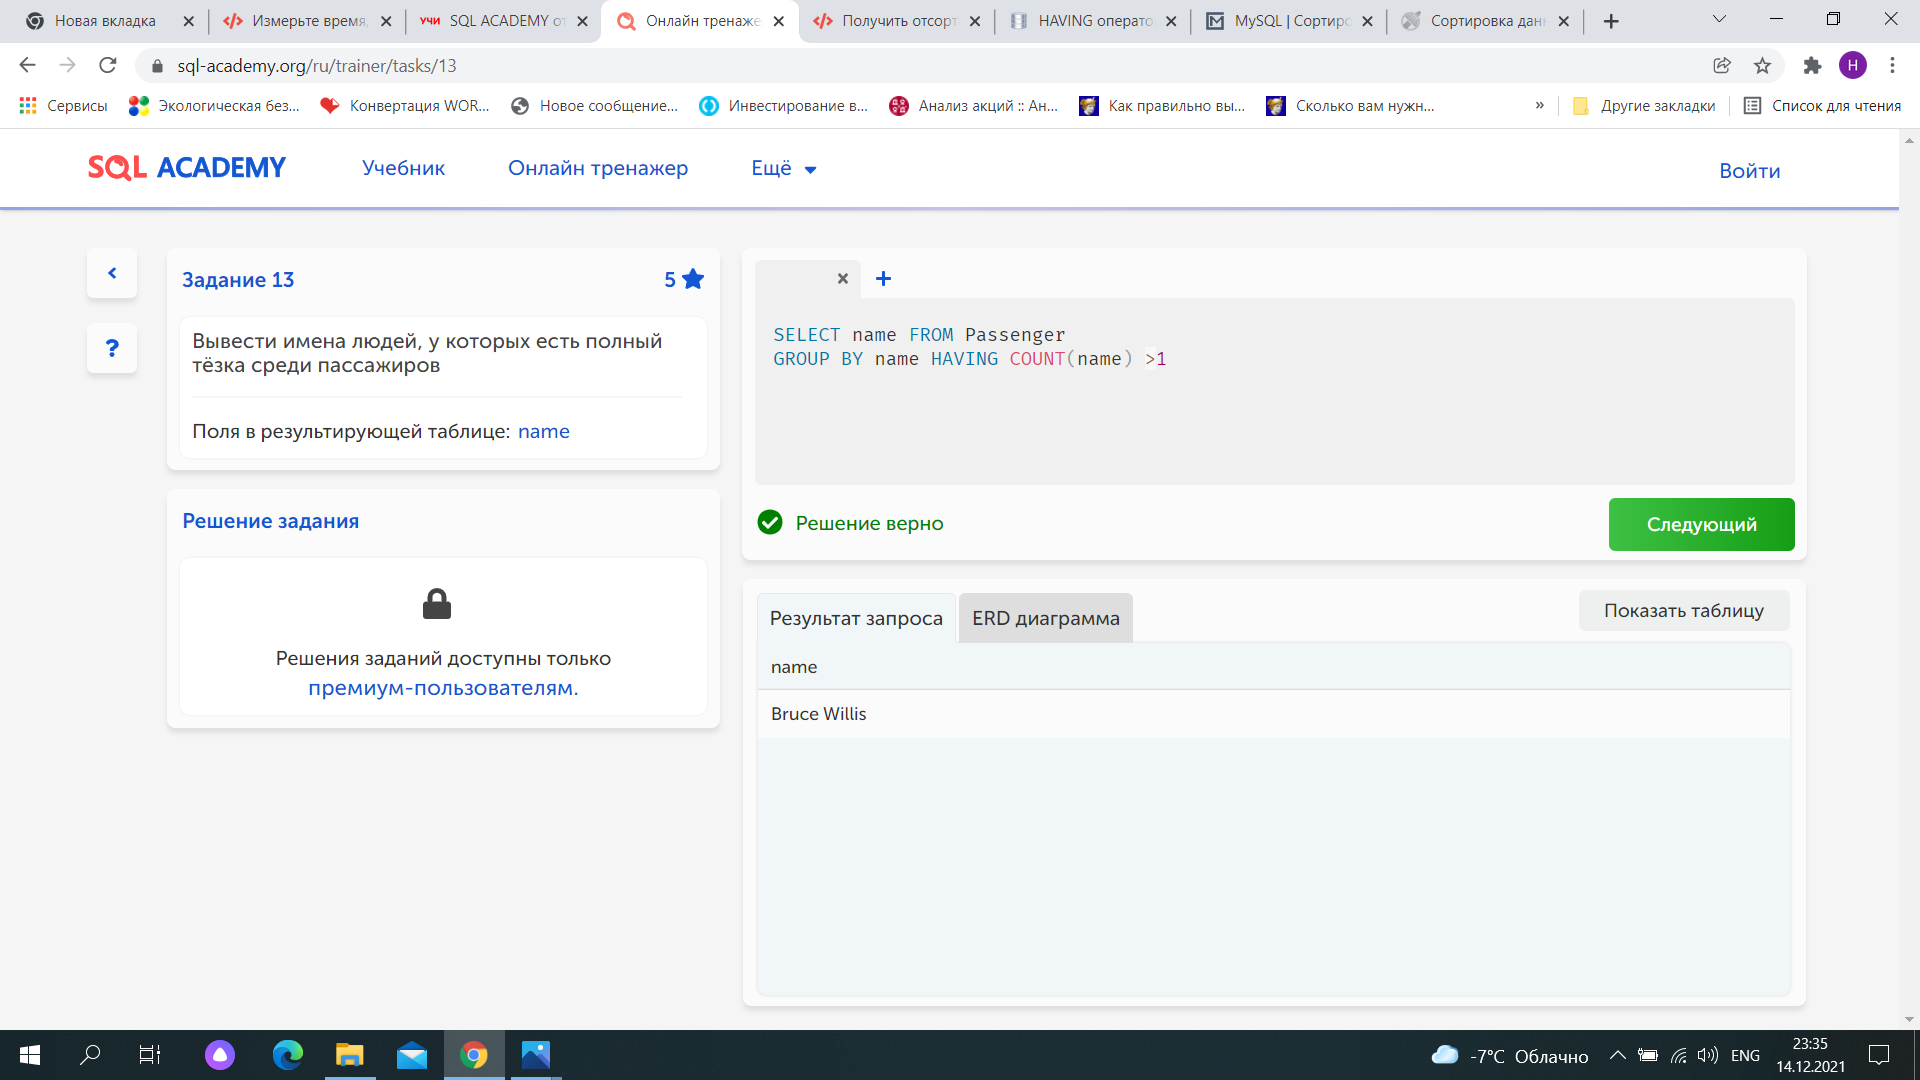 Новая вкладка
Измерьте время,
УЧИ SQL ACADEMY от
Онлайн тренаже
Получить отсорт
HAVING операто
MySQL | Сортиро
Сортировка дан
sql-academy.org/ru/trainer/tasks/13
Н
Сервисы
Экологическая без...
Конвертация WOR...
Новое сообщение...
Инвестирование в...
Анализ акций :: Ан...
Как правильно вы...
Сколько вам нужн...
»
Другие закладки
Список для чтения
SQL ACADEMY
Учебник
Онлайн тренажер
Ещё
Войти
Задание 13
5
Вывести имена людей, у которых есть полный
тёзка среди пассажиров
Поля в результирующей таблице: name
?
Решение задания
Решения заданий доступны только
премиум-пользователям.
SELECT name FROM Passenger
GROUP BY name HAVING COUNT(name) >1
Решение верно
Следующий
Результат запроса
ERD диаграмма
Показать таблицу
name
Bruce Willis
-7°C Облачно
ENG
23:35
14.12.2021